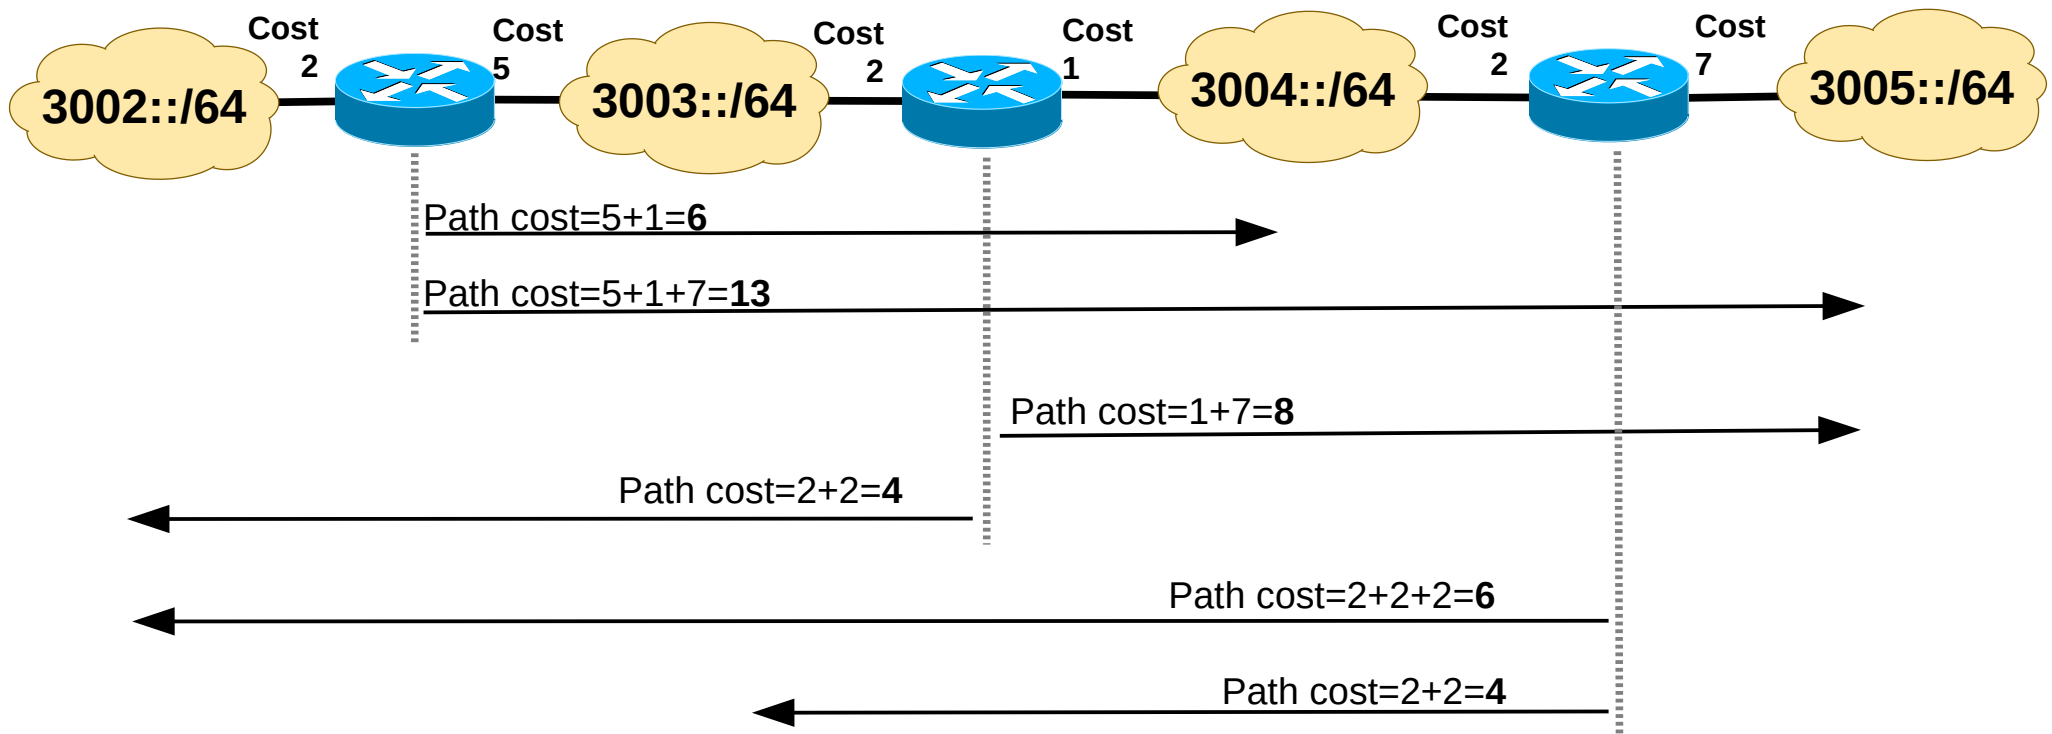 Cost
2
Cost
5
Cost
2
Cost
1
Cost
2
Cost
7
3002::/64
3003::/64
3004::/64
3005::/64
Path cost=5+1=6
Path cost=5+1+7=13
Path cost=1+7=8
Path cost=2+2=4
Path cost=2+2+2=6
Path cost=2+2=4